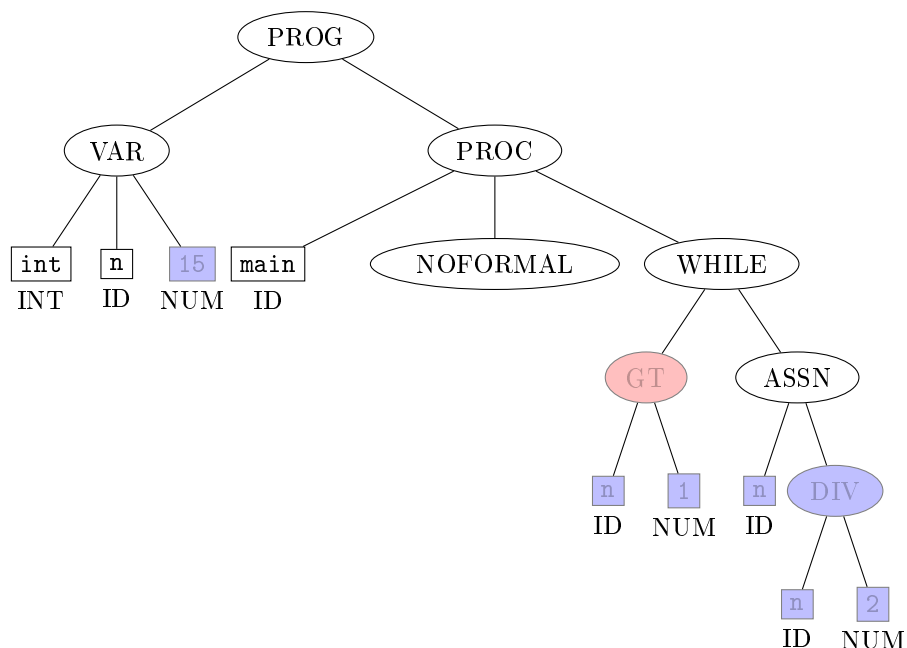 PROG
VAR PROC
int n 15 main NOFORMAL WHILE
INT ID NUM ID
GT ASSN
n 1 n DIV
ID NUM ID
n 2
ID NUM